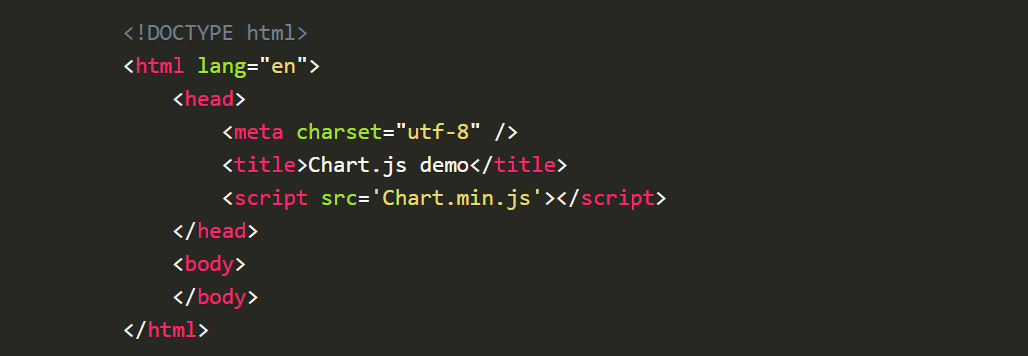 <!DOCTYPE html>
<html lang="en">
    <head>
        <meta charset="utf-8" />
        <title>Chart.js demo</title>
        <script src='Chart.min.js'></script>
    </head>
    <body>
    </body>
</html>